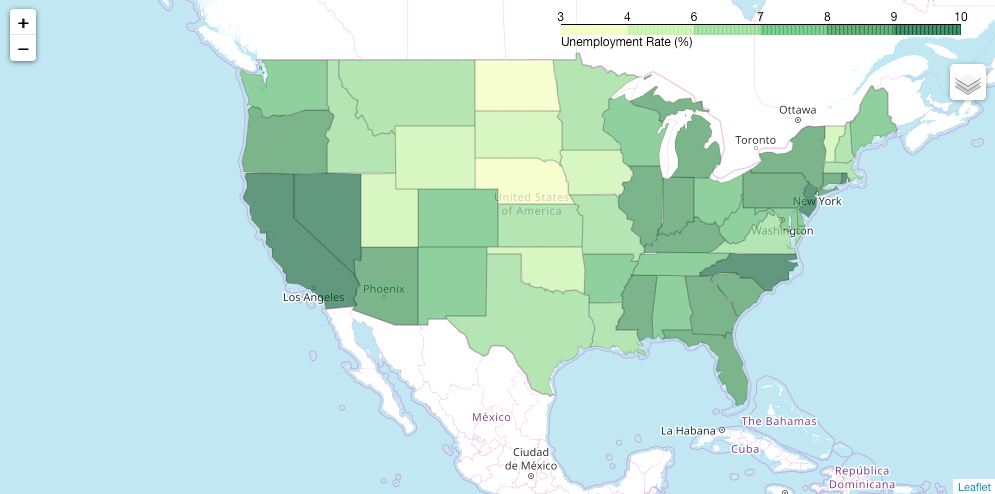 +
−
3 4 6 7 8 9 10
Unemployment Rate (%)
Ottawa
Toronto
United States
of America
New York
Washington
Los Angeles
Phoenix
México
La Habana
The Bahamas
Cuba
Ciudad
de México
República
Dominicana
Leaflet